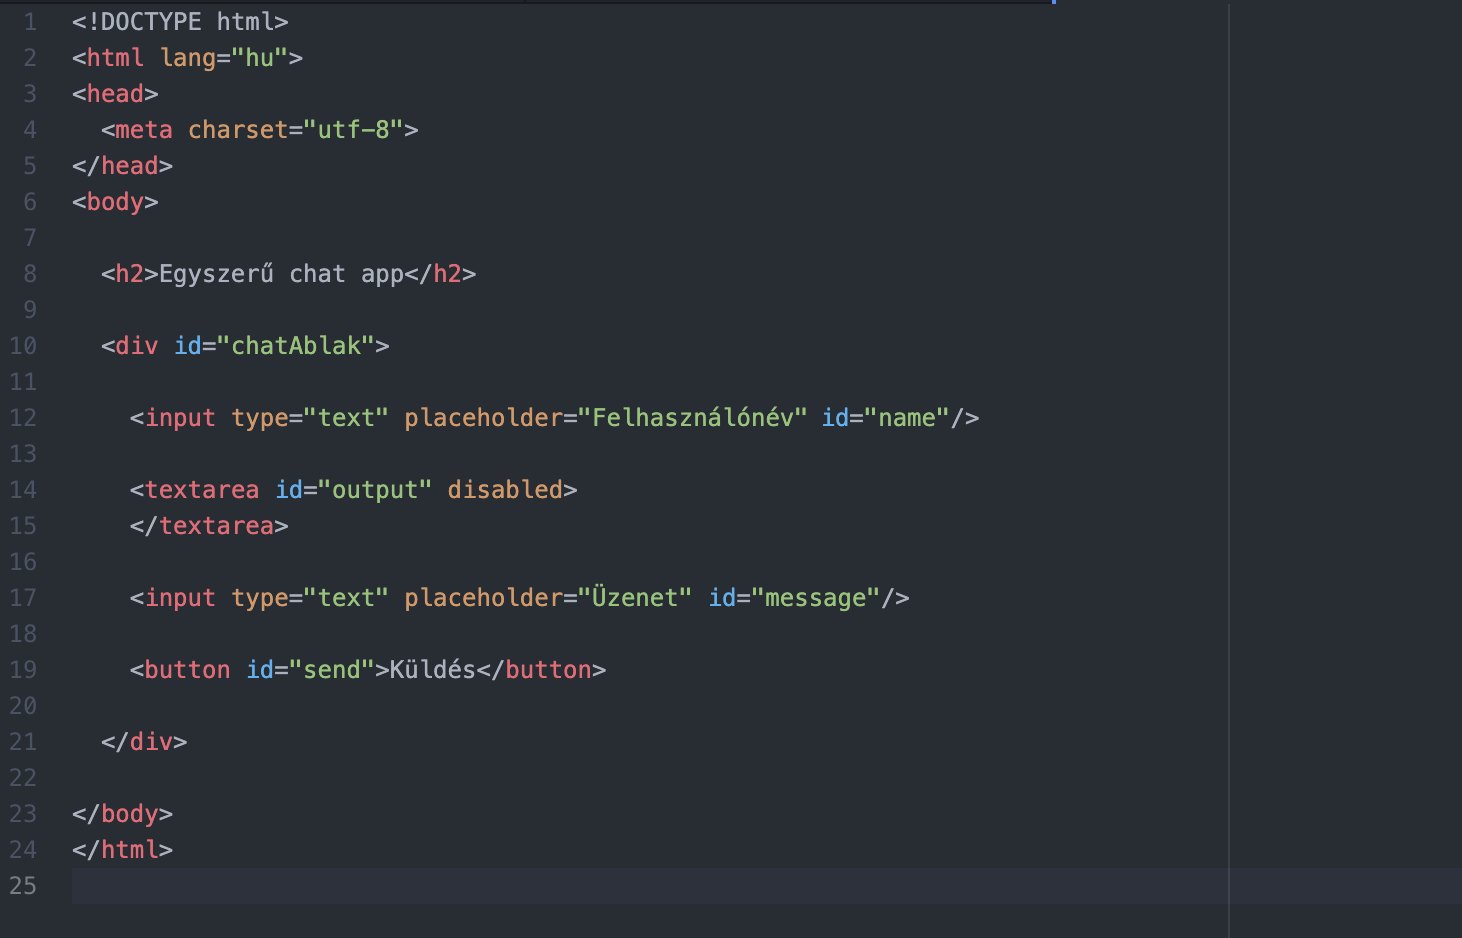 1 <!DOCTYPE html>
2 <html lang="hu">
3 <head>
4   <meta charset="utf-8">
5 </head>
6 <body>
7
8   <h2>Egyszerű chat app</h2>
9
10   <div id="chatAblak">
11
12     <input type="text" placeholder="Felhasználónév" id="name"/>
13
14     <textarea id="output" disabled>
15     </textarea>
16
17     <input type="text" placeholder="Üzenet" id="message"/>
18
19     <button id="send">Küldés</button>
20
21   </div>
22
23 </body>
24 </html>
25